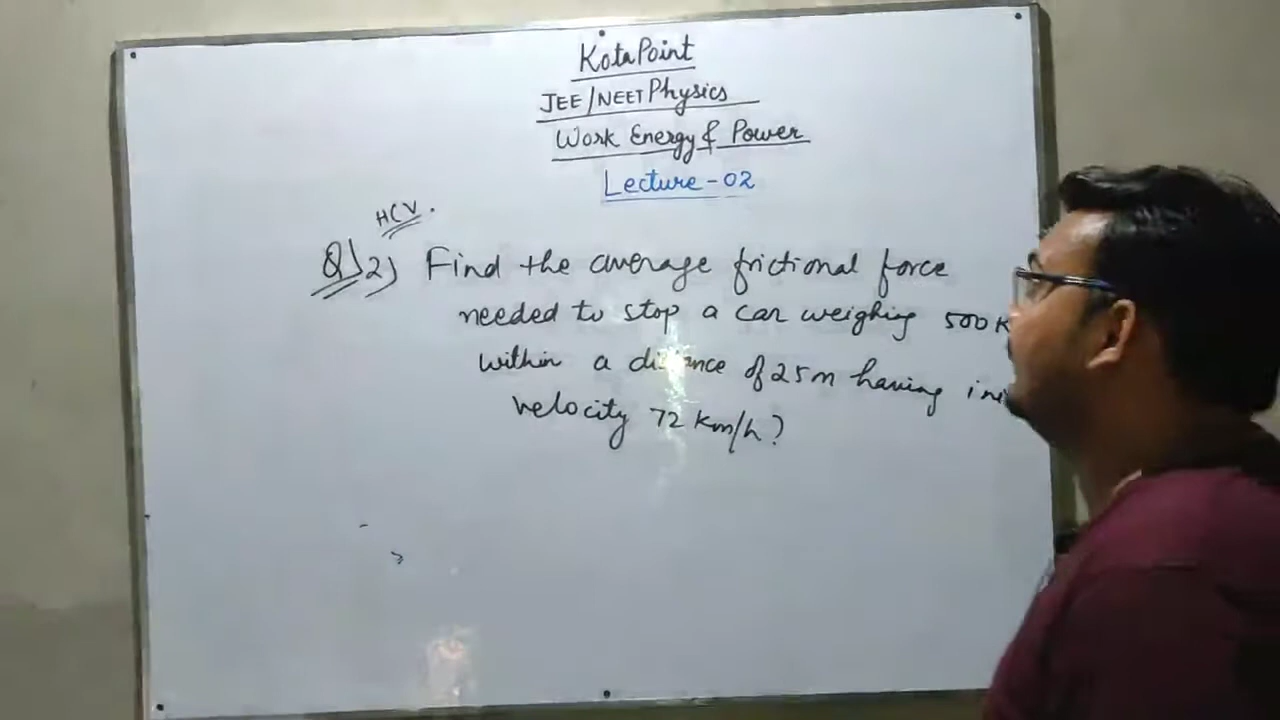 KotaPoint
JEE/NEET Physics
Work Energy & Power
Lecture-02
HCV.
Q) 2) Find the average frictional force
needed to stop a car weighing 500 K
within a distance of 25m having
velocity 72 km/h?